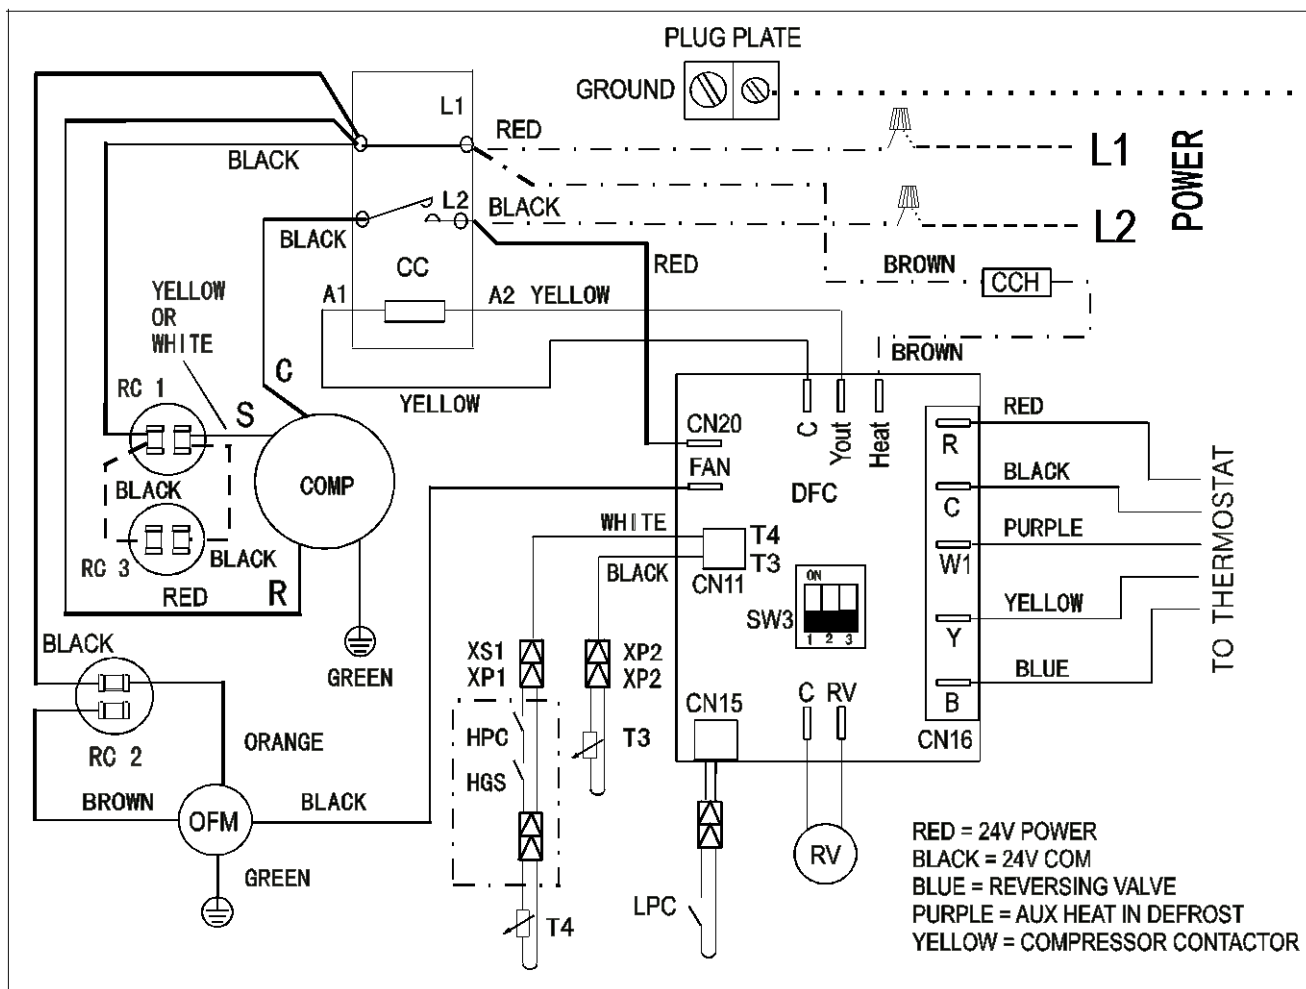 PLUG PLATE
GROUND
L1
RED
BLACK
L1
POWER
L2
BLACK
L2
BLACK
RED
BROWN
CCH
CC
YELLOW
OR
WHITE
A1
A2 YELLOW
BROWN
C
RC 1
YELLOW
S
CN20
C
Yout
Heat
RED
R
FAN
COMP
BLACK
DFC
BLACK
C
WHITE
T4
PURPLE
BLACK
RC 3
BLACK
T3
CN11
W1
RED
R
ON
SW3
1 2 3
YELLOW
Y
TO THERMOSTAT
BLACK
GREEN
XS1
XP1
XP2
XP2
BLUE
C RV
B
CN15
CN16
HPC
T3
ORANGE
RC 2
HGS
BROWN
OFM
BLACK
RV
GREEN
LPC
T4
RED = 24V POWER
BLACK = 24V COM
BLUE = REVERSING VALVE
PURPLE = AUX HEAT IN DEFROST
YELLOW = COMPRESSOR CONTACTOR